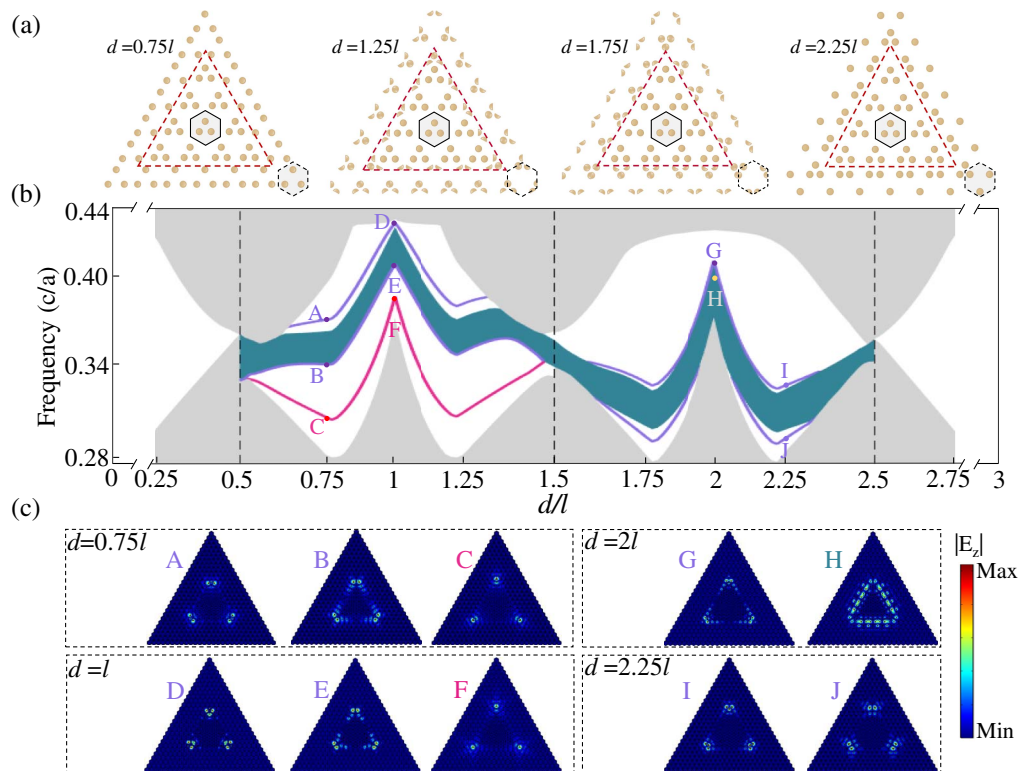 (a)
d =0.75l d =1.25l d =1.75l d =2.25l
(b)
Frequency (c/a)
0.44
0.40
0.34
0.28
A
B
C
D
E
F
G
H
I
J
0 0.25 0.5 0.75 1 1.25 1.5 1.75 2 2.25 2.5 2.75 3
d/l
(c)
d=0.75l
A B C
d =2l
G H
d =l
D E F
d =2.25l
I J
|E_z|
Max
Min